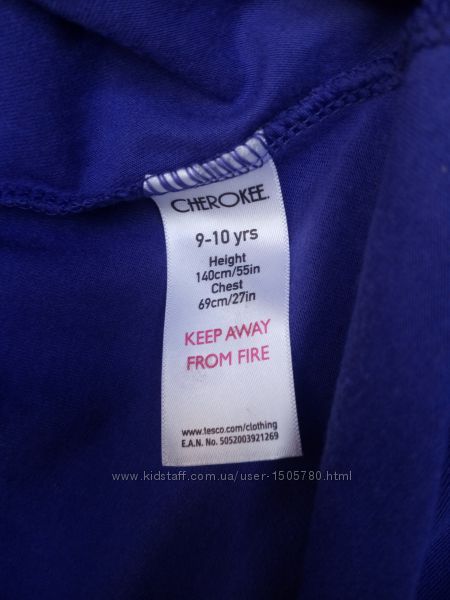 CHEROKEE.
9-10 yrs
Height
140cm/55in
Chest
69cm/27in
KEEP AWAY
FROM FIRE
www.tesco.com/clothing
E.A.N. No. 5052003921269
www.kidstaff.com.ua/user-1505780.html